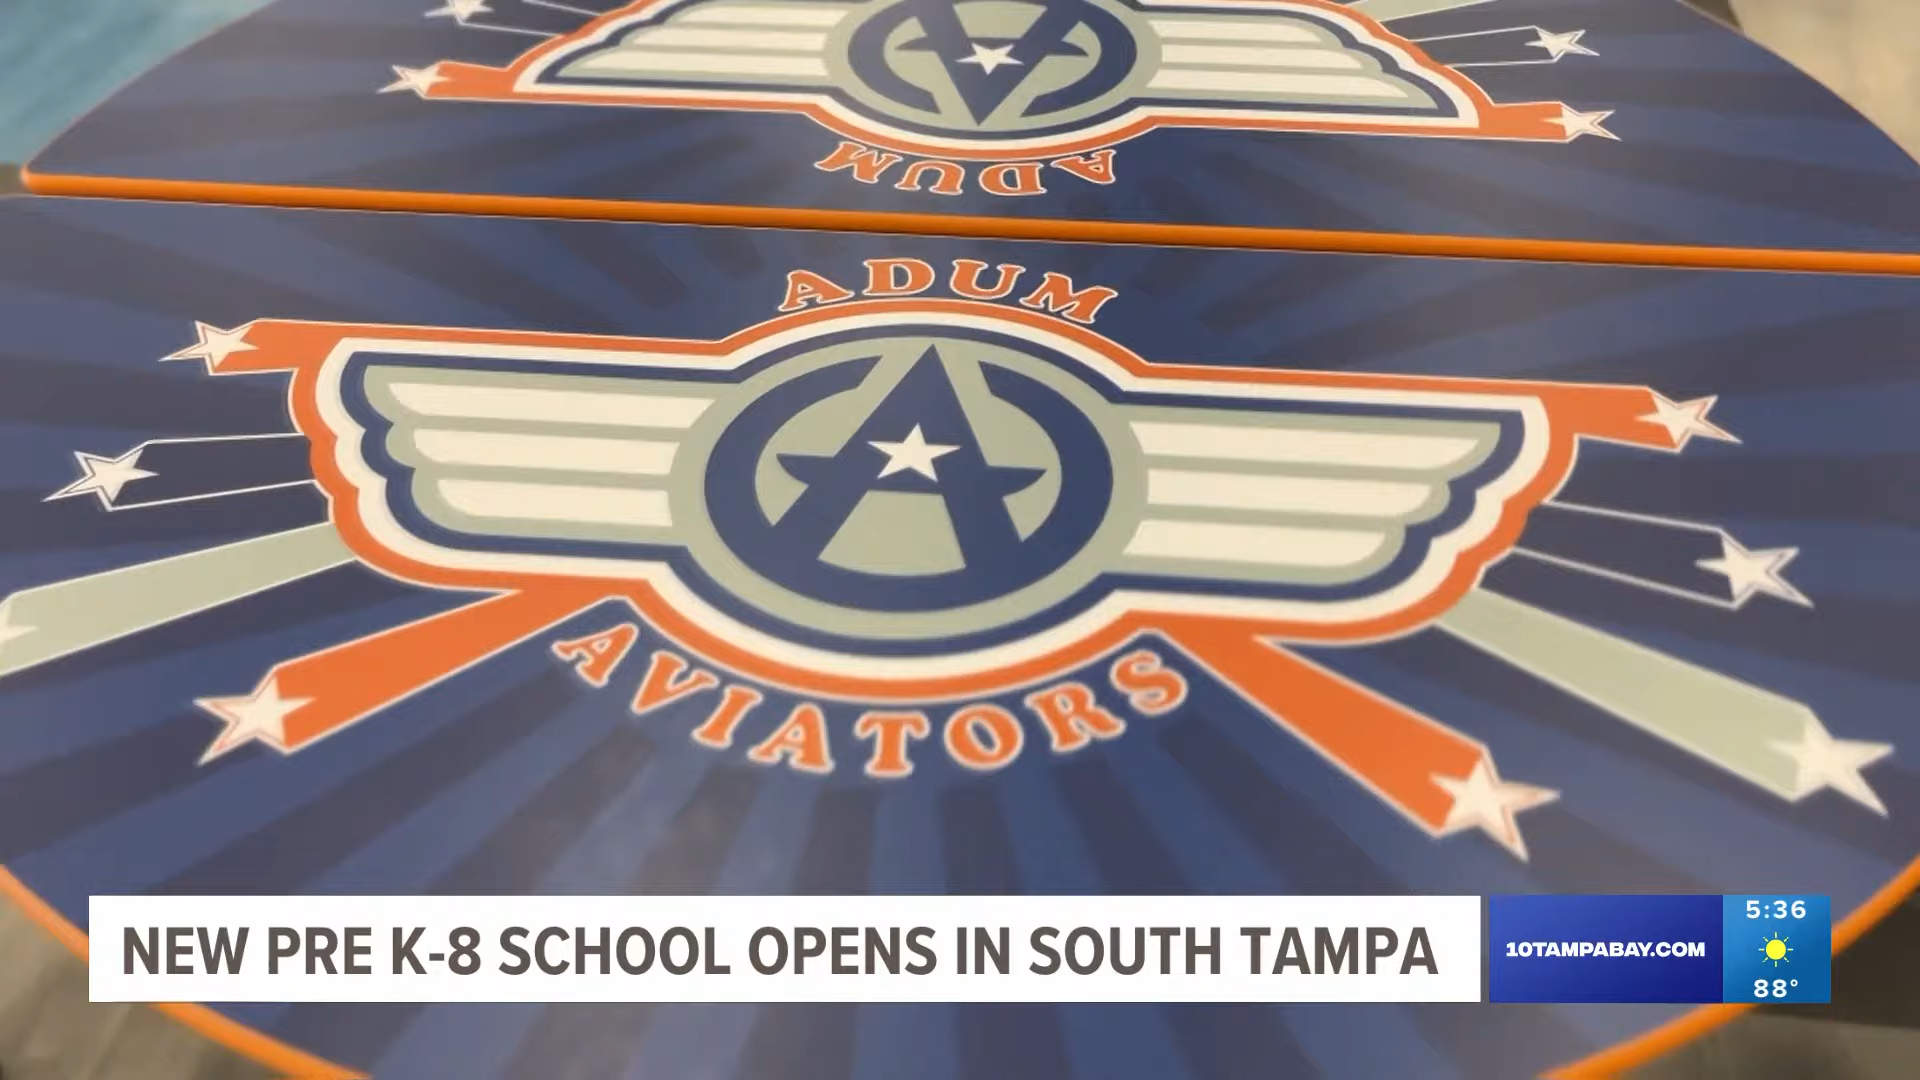 ADUM
ADUM
AVIATORS
NEW PRE K-8 SCHOOL OPENS IN SOUTH TAMPA
10TAMPABAY.COM
5:36
88°